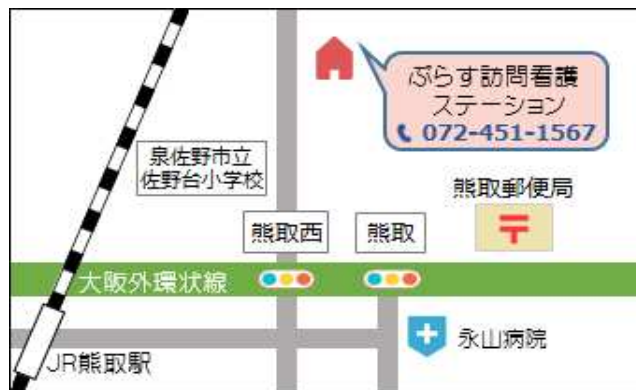 ぷらす訪問看護
ステーション
072-451-1567
泉佐野市立
佐野台小学校
熊取郵便局
熊取西
熊取
大阪外環状線
永山病院
JR熊取駅